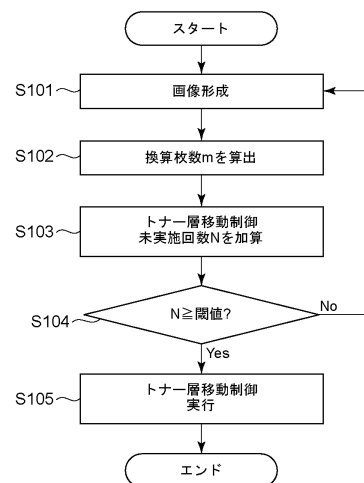 スタート
S101
画像形成
S102
換算枚数mを算出
S103
トナー層移動制御
未実施回数Nを加算
S104
N≧閾値?
No
Yes
S105
トナー層移動制御
実行
エンド